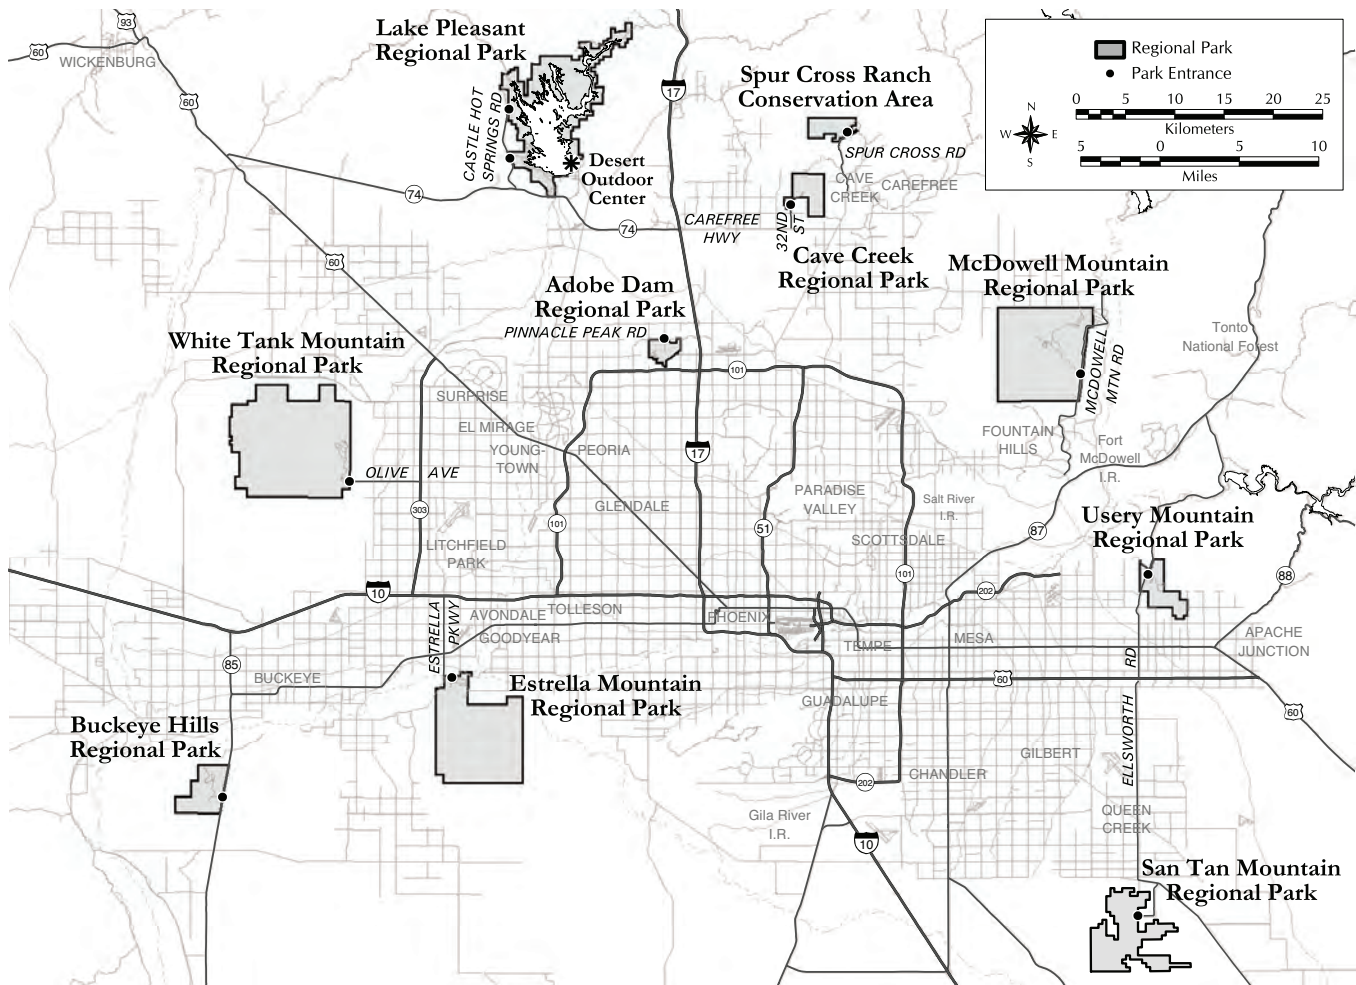 93
60
WICKENBURG
60
Lake Pleasant
Regional Park
CASTLE HOT
SPRINGS RD
Desert
Outdoor
Center
17
Spur Cross Ranch
Conservation Area
SPUR CROSS RD
CAVE
CREEK
CAREFREE
Regional Park
Park Entrance
0 5 10 15 20 25
Kilometers
5 0 5 10
Miles
N
W E
S
74
74
CAREFREE
HWY
32ND
ST
Cave Creek
Regional Park
60
Adobe Dam
Regional Park
PINNACLE PEAK RD
McDowell Mountain
Regional Park
MCDOWELL
MTN RD
Tonto
National Forest
White Tank Mountain
Regional Park
101
SURPRISE
EL MIRAGE
YOUNG-
TOWN
PEORIA
17
OLIVE AVE
FOUNTAIN
HILLS
Fort
McDowell
I.R.
303
GLENDALE
101
51
PARADISE
VALLEY
Salt River
I.R.
SCOTTSDALE
87
Usery Mountain
Regional Park
LITCHFIELD
PARK
101
202
88
10
ESTRELLA
PKWY
AVONDALE
TOLLESON
GOODYEAR
PHOENIX
TEMPE
MESA
RD
APACHE
JUNCTION
85
BUCKEYE
60
Estrella Mountain
Regional Park
GUADALUPE
60
Buckeye Hills
Regional Park
ELLSWORTH
GILBERT
202
CHANDLER
Gila River
I.R.
QUEEN
CREEK
10
San Tan Mountain
Regional Park